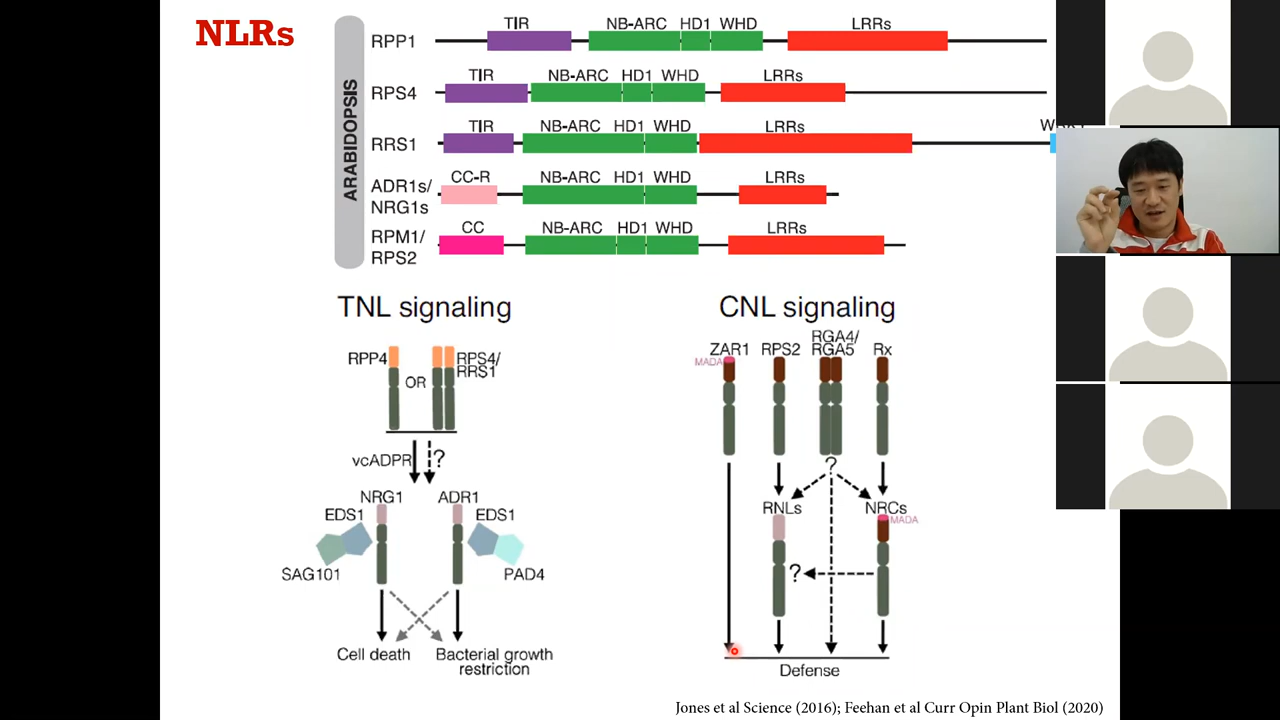 NLRs
ARABIDOPSIS
TIR NB-ARC HD1 WHD LRRs
RPP1
TIR NB-ARC HD1 WHD LRRs
RPS4
TIR NB-ARC HD1 WHD LRRs
RRS1
CC-R NB-ARC HD1 WHD LRRs
ADR1s/
NRG1s
CC NB-ARC HD1 WHD LRRs
RPM1/
RPS2
TNL signaling
RPP4
OR
RPS4/
RRS1
vcADPR
?
NRG1
ADR1
EDS1
EDS1
SAG101
PAD4
Cell death
Bacterial growth
restriction
CNL signaling
ZAR1
RPS2
RGA4/
RGA5
Rx
MADA
?
RNLs
NRCs
MADA
?
Defense
Jones et al Science (2016); Feehan et al Curr Opin Plant Biol (2020)